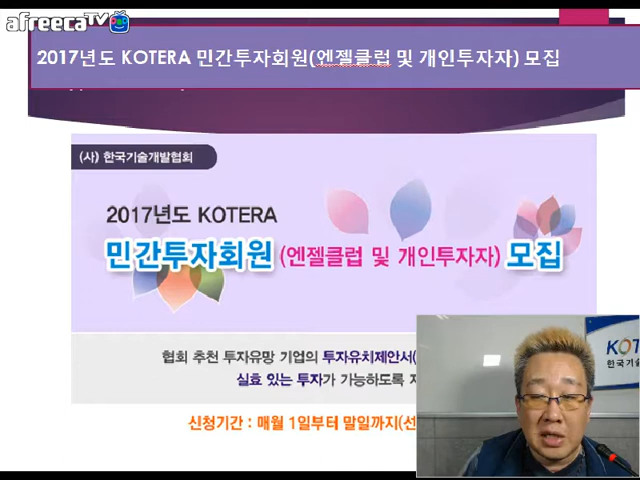 afreecaTV
2017년도 KOTERA 민간투자회원(엔젤클럽 및 개인투자자) 모집
(사) 한국기술개발협회
2017년도 KOTERA
민간투자회원 (엔젤클럽 및 개인투자자) 모집
협회 추천 투자유망 기업의 투자유치제안서(
실효 있는 투자가 가능하도록
신청기간 : 매월 1일부터 말일까지(선
KOT
한국기술